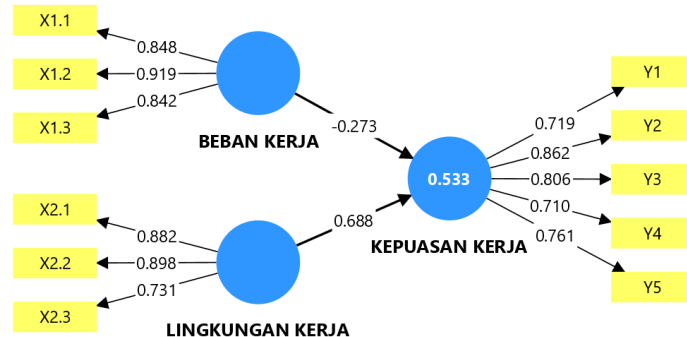 X1.1
0.848
X1.2
0.919
X1.3
0.842
BEBAN KERJA
-0.273
X2.1
0.882
X2.2
0.898
X2.3
0.731
LINGKUNGAN KERJA
0.688
0.533
KEPUASAN KERJA
Y1
0.719
Y2
0.862
Y3
0.806
Y4
0.710
Y5
0.761